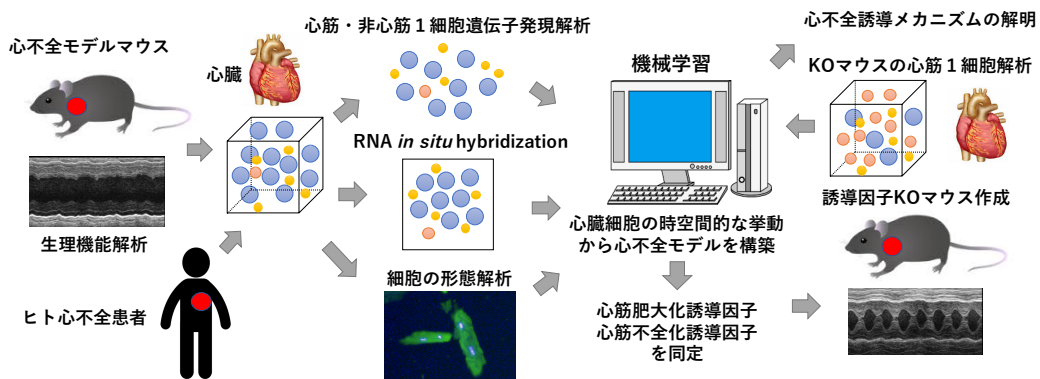 心不全モデルマウス
生理機能解析
ヒト心不全患者
心臓
心筋・非心筋1細胞遺伝子発現解析
RNA in situ hybridization
細胞の形態解析
機械学習
心臓細胞の時空間的な挙動
から心不全モデルを構築
心筋肥大化誘導因子
心筋不全化誘導因子
を同定
心不全誘導メカニズムの解明
KOマウスの心筋1細胞解析
誘導因子KOマウス作成